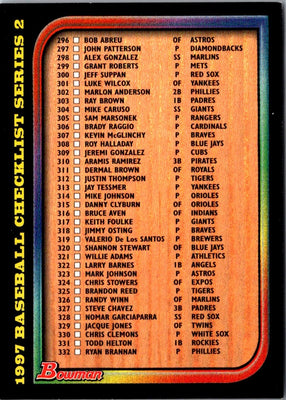 1997 BASEBALL CHECKLIST SERIES 2
296 BOB ABREU OF ASTROS
297 JOHN PATTERSON P DIAMONDBACKS
298 ALEX GONZALEZ SS MARLINS
299 GRANT ROBERTS P METS
300 JEFF SUPPAN P RED SOX
301 LUKE WILCOX OF YANKEES
302 MARLON ANDERSON 2B PHILLIES
303 RAY BROWN 1B PADRES
304 MIKE CARUSO SS GIANTS
305 SAM MARSONEK P RANGERS
306 BRADY RAGGIO P CARDINALS
307 KEVIN McGLINCHY P BRAVES
308 ROY HALLADAY P BLUE JAYS
309 JEREMI GONZALEZ P CUBS
310 ARAMIS RAMIREZ 3B PIRATES
311 DERMAL BROWN OF ROYALS
312 JUSTIN THOMPSON P TIGERS
313 JAY TESSMER P YANKEES
314 MIKE JOHNSON P ORIOLES
315 DANNY CLYBURN OF ORIOLES
316 BRUCE AVEN OF INDIANS
317 KEITH FOULKE P GIANTS
318 JIMMY OSTING P BRAVES
319 VALERIO De Los SANTOS P BREWERS
320 SHANNON STEWART OF BLUE JAYS
321 WILLIE ADAMS P ATHLETICS
322 LARRY BARNES 1B ANGELS
323 MARK JOHNSON P ASTROS
324 CHRIS STOWERS OF EXPOS
325 BRANDON REED P TIGERS
326 RANDY WINN OF MARLINS
327 STEVE CHAVEZ 3B PADRES
328 NOMAR GARCIAPARRA SS RED SOX
329 JACQUE JONES OF TWINS
330 CHRIS CLEMONS P WHITE SOX
331 TODD HELTON 1B ROCKIES
332 RYAN BRANNAN P PHILLIES
Bowman